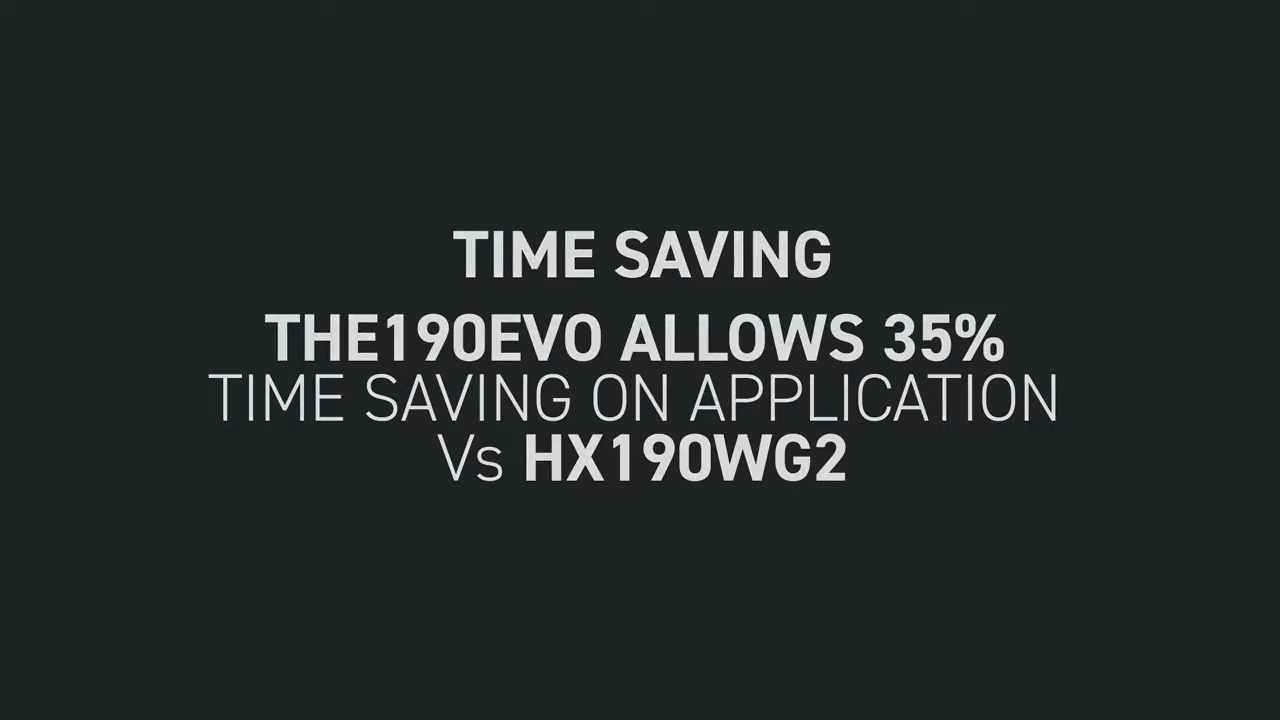 TIME SAVING
THE190EVO ALLOWS 35%
TIME SAVING ON APPLICATION
Vs HX190WG2